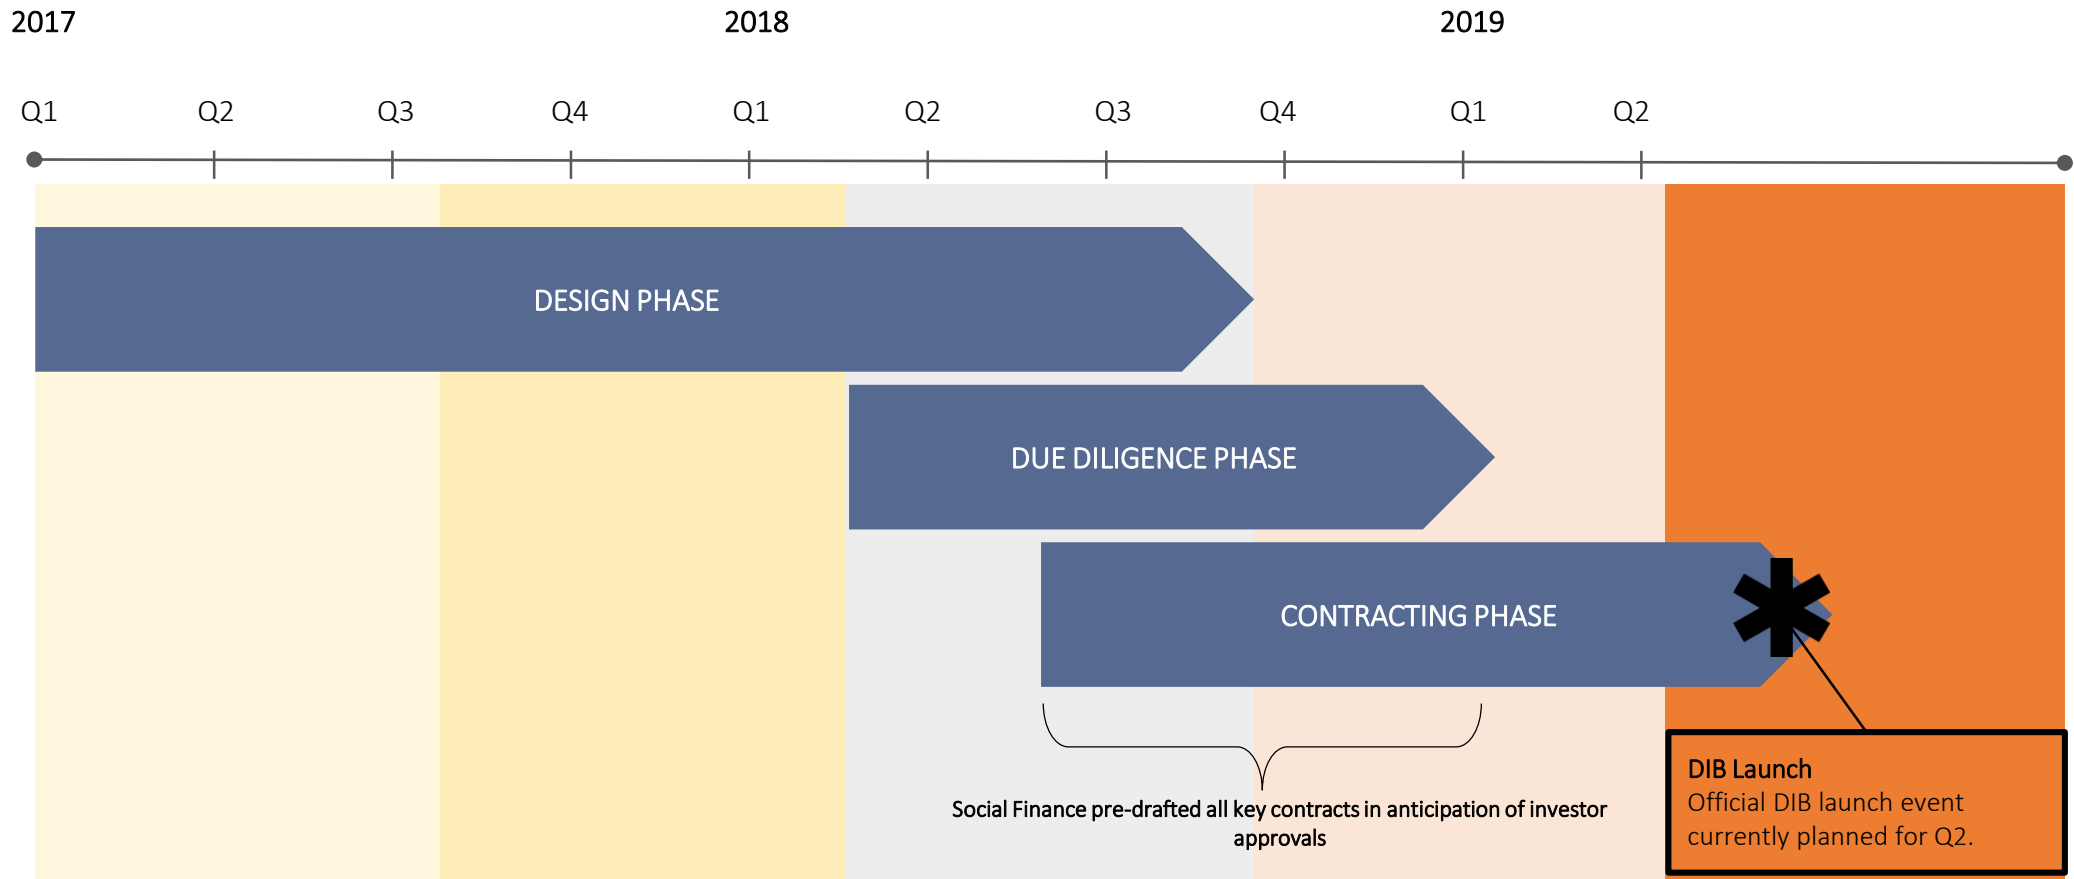 2017
2018
2019
Q1
Q2
Q3
Q4
Q1
Q2
Q3
Q4
Q1
Q2
DESIGN PHASE
DUE DILIGENCE PHASE
CONTRACTING PHASE
Social Finance pre-drafted all key contracts in anticipation of investor
approvals
DIB Launch
Official DIB launch event
currently planned for Q2.